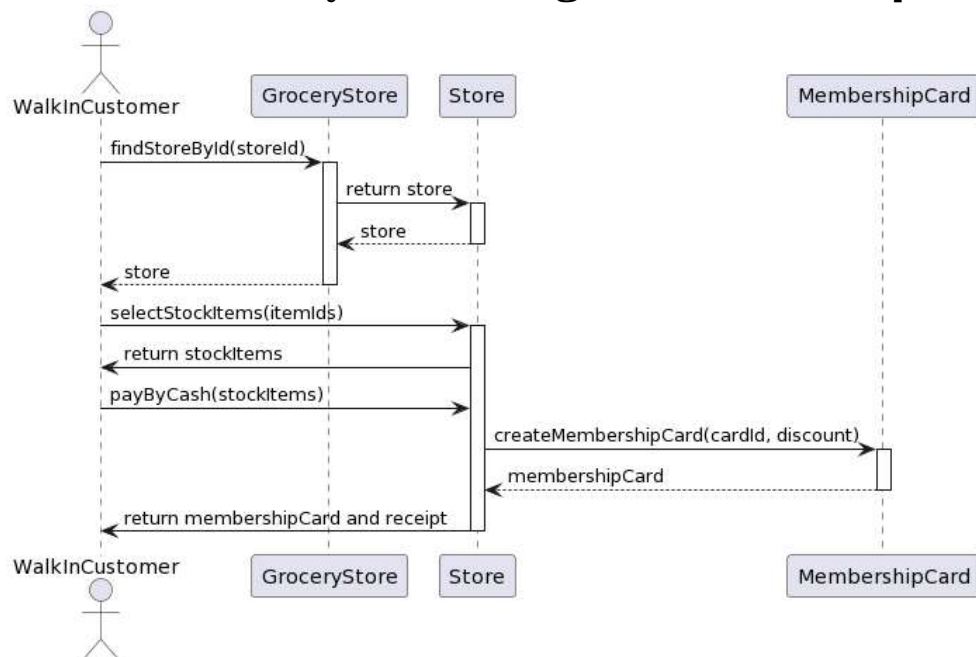 WalkInCustomer
GroceryStore
Store
MembershipCard
findStoreById(storeId)
return store
store
store
selectStockItems(itemIds)
return stockItems
payByCash(stockItems)
createMembershipCard(cardId, discount)
membershipCard
return membershipCard and receipt
WalkInCustomer
GroceryStore
Store
MembershipCard